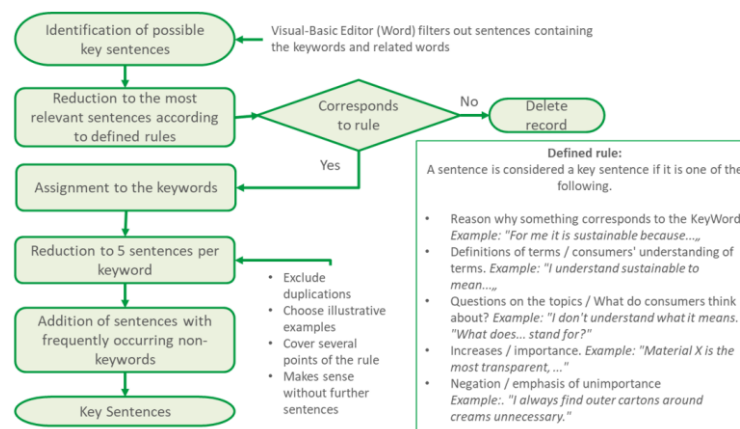 Identification of possible
key sentences
Visual-Basic Editor (Word) filters out sentences containing
the keywords and related words
Reduction to the most
relevant sentences according
to defined rules
Corresponds
to rule
No
Delete
record
Yes
Assignment to the keywords
Reduction to 5 sentences per
keyword
• Exclude
duplications
• Choose illustrative
examples
• Cover several
points of the rule
• Makes sense
without further
sentences
Addition of sentences with
frequently occurring non-
keywords
Key Sentences
Defined rule:
A sentence is considered a key sentence if it is one of the
following.
• Reason why something corresponds to the KeyWord
Example: "For me it is sustainable because...„
• Definitions of terms / consumers' understanding of
terms. Example: "I understand sustainable to
mean...„
• Questions on the topics / What do consumers think
about? Example: "I don't understand what it means.
"What does... stand for?"
• Increases / importance. Example: "Material X is the
most transparent, ..."
• Negation / emphasis of unimportance
Example:. "I always find outer cartons around
creams unnecessary."